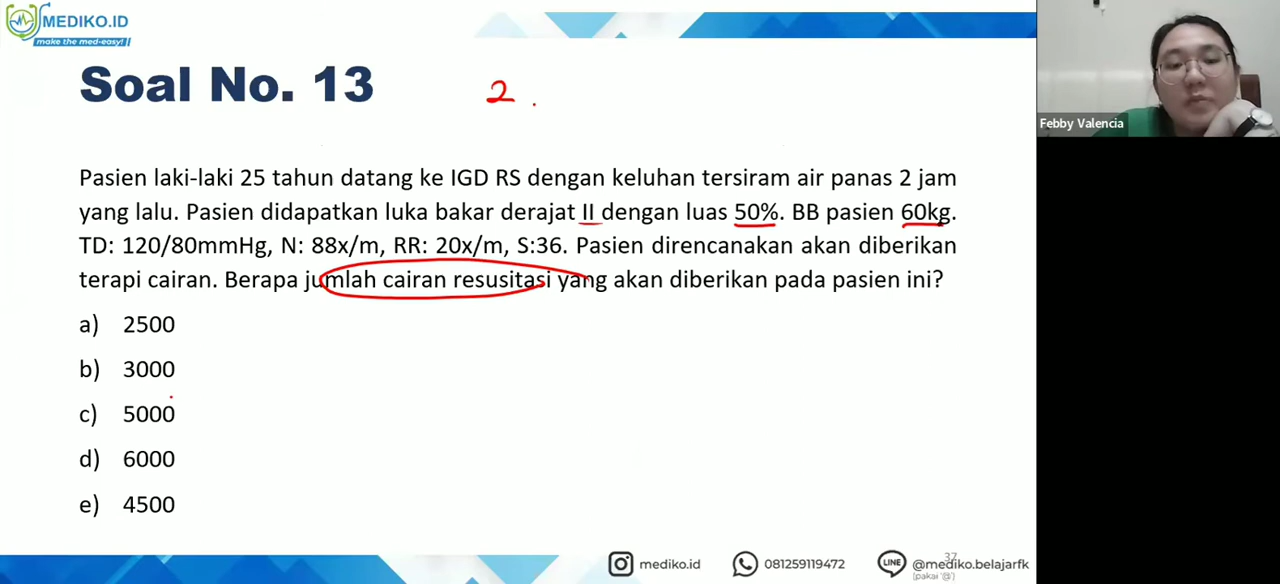 MEDIKO.ID
make the med-easy!
Soal No. 13
2
Febby Valencia
Pasien laki-laki 25 tahun datang ke IGD RS dengan keluhan tersiram air panas 2 jam
yang lalu. Pasien didapatkan luka bakar derajat II dengan luas 50%. BB pasien 60kg.
TD: 120/80mmHg, N: 88x/m, RR: 20x/m, S:36. Pasien direncanakan akan diberikan
terapi cairan. Berapa jumlah cairan resusitasi yang akan diberikan pada pasien ini?
a) 2500
b) 3000
c) 5000
d) 6000
e) 4500
mediko.id
081259119472
LINE
@mediko.belajarfk
37
(pakai '@')